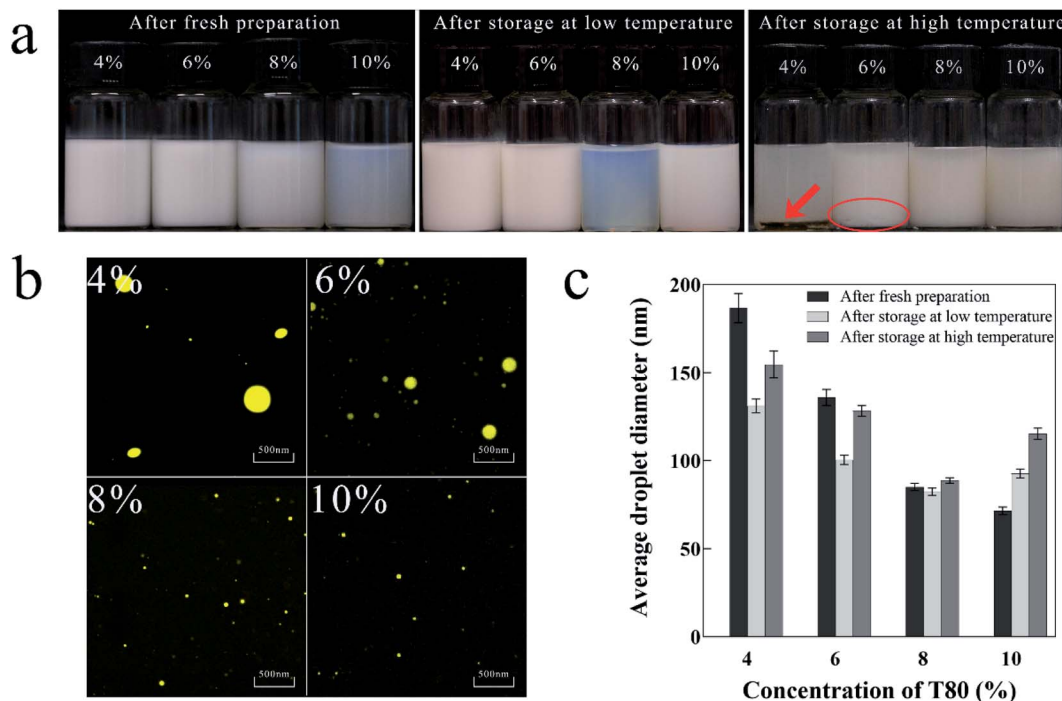 a
After fresh preparation
4% 6% 8% 10%
After storage at low temperature
4% 6% 8% 10%
After storage at high temperature
4% 6% 8% 10%
b
4%
500nm
6%
500nm
8%
500nm
10%
500nm
c
After fresh preparation
After storage at low temperature
After storage at high temperature
Average droplet diameter (nm)
200
150
100
50
0
4 6 8 10
Concentration of T80 (%)